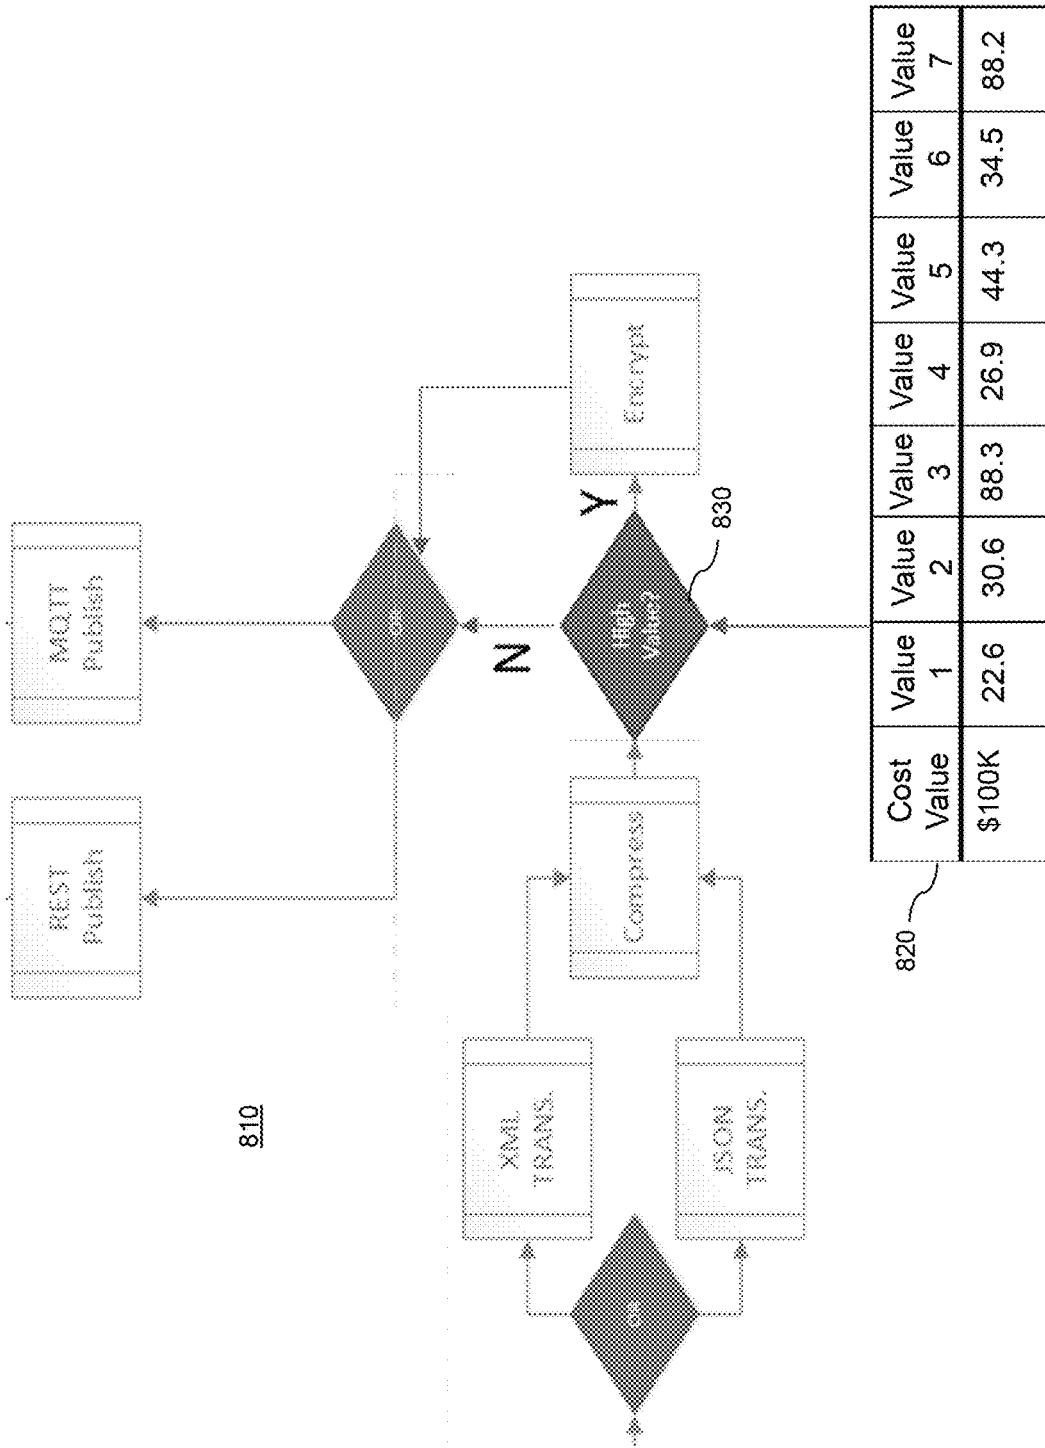 REST
Publish
MQTT
Publish
810
N
XML
TRANS.
Y
Compress
High
Value?
Encrypt
JSON
TRANS.
830
820
Cost Value	Value 1	Value 2	Value 3	Value 4	Value 5	Value 6	Value 7
$100K	22.6	30.6	88.3	26.9	44.3	34.5	88.2